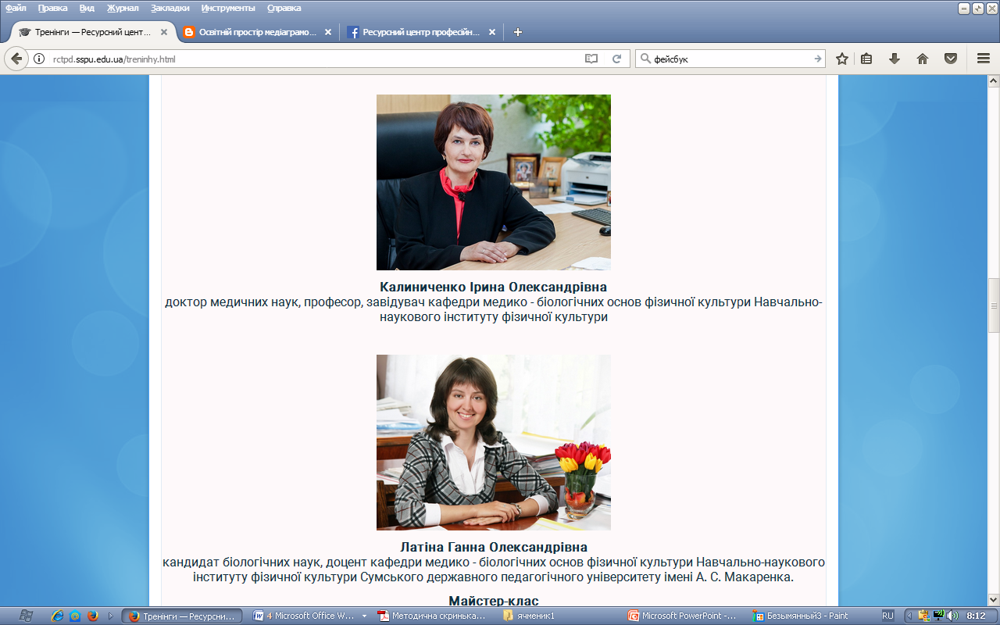 Файл Правка Вид Журнал Закладки Инструменты Справка
Тренінги — Ресурсний цент... Освітній простір медіаграмо... Ресурсний центр професійн...
rctpd.sspu.edu.ua/treninhy.html фейсбук
Калиниченко Ірина Олександрівна
доктор медичних наук, професор, завідувач кафедри медико - біологічних основ фізичної культури Навчально-
наукового інституту фізичної культури
Латіна Ганна Олександрівна
кандидат біологічних наук, доцент кафедри медико - біологічних основ фізичної культури Навчально-наукового
інституту фізичної культури Сумського державного педагогічного університету імені А. С. Макаренка.
Майстер-клас
Тренінги — Ресурсни... 4 Microsoft Office W... Методична скринька... ячменик1 Microsoft PowerPoint -... Безымянный3 - Paint RU 8:12